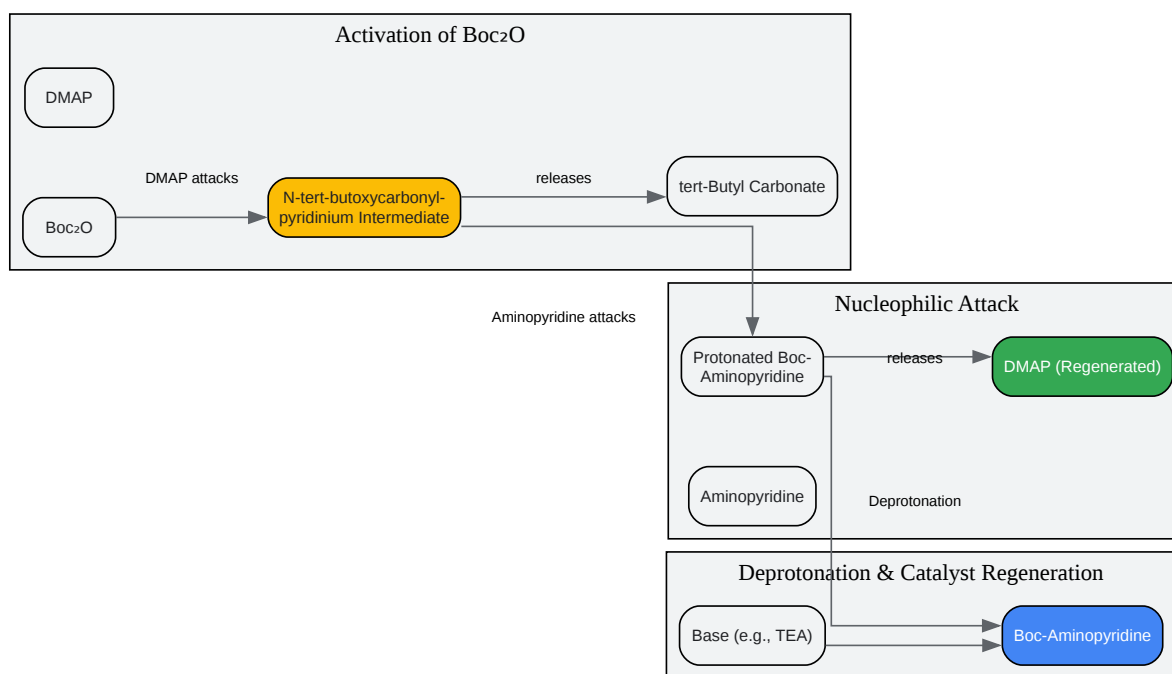 Activation of Boc₂O
DMAP
DMAP attacks
releases
Boc₂O
N-tert-butoxycarbonyl-
pyridinium Intermediate
tert-Butyl Carbonate
Aminopyridine attacks
Nucleophilic Attack
Protonated Boc-
Aminopyridine
releases
DMAP (Regenerated)
Aminopyridine
Deprotonation
Deprotonation & Catalyst Regeneration
Base (e.g., TEA)
Boc-Aminopyridine